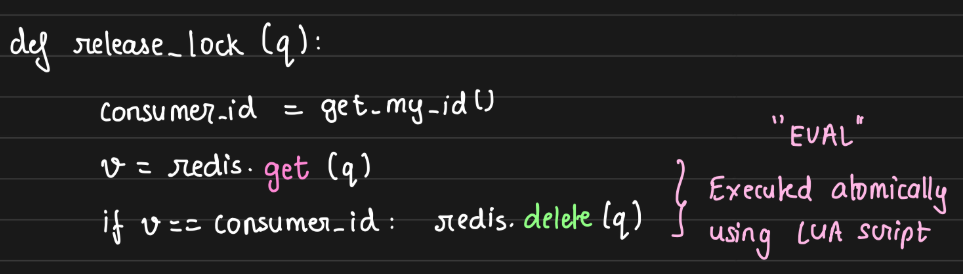 def release_lock (q):
consumer_id = get_my_id()
"EVAL"
v = redis.get (q)
if v == consumer_id: redis.delete (q)
Executed atomically
using LUA script